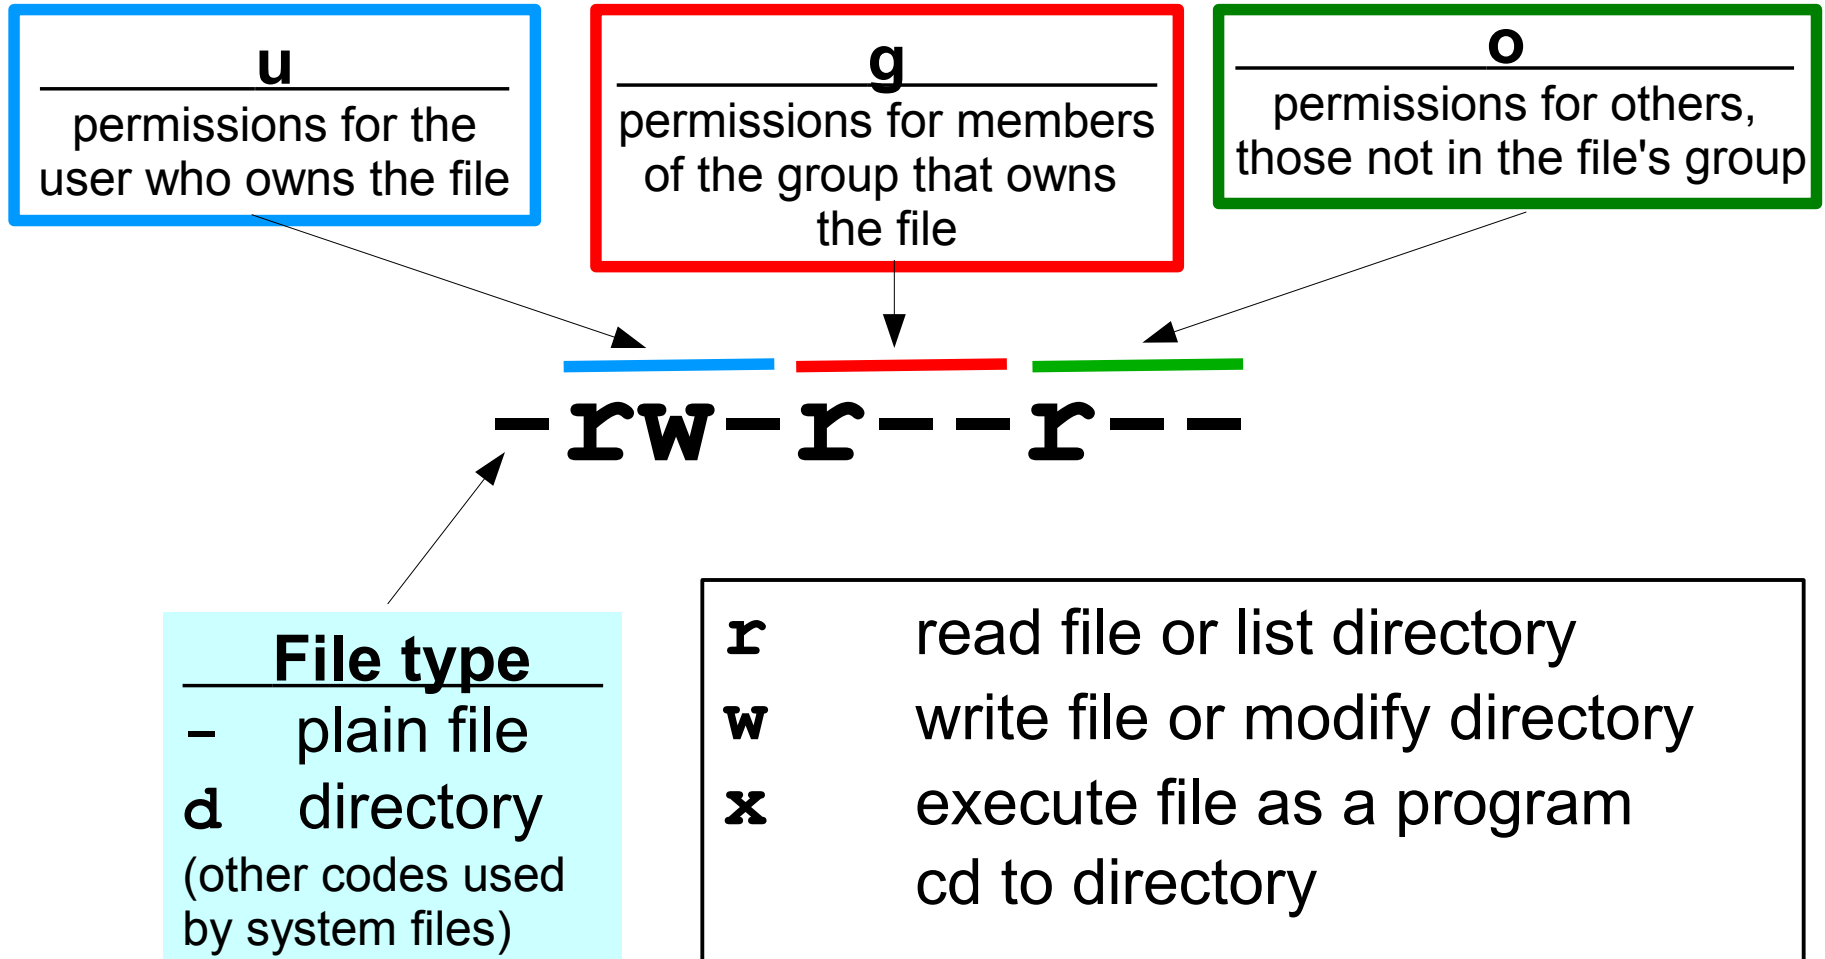 u
permissions for the
user who owns the file
g
permissions for members
of the group that owns
the file
o
permissions for others,
those not in the file's group
-rw-r--r--
File type
- plain file
d directory
(other codes used
by system files)
r read file or list directory
w write file or modify directory
x execute file as a program
cd to directory